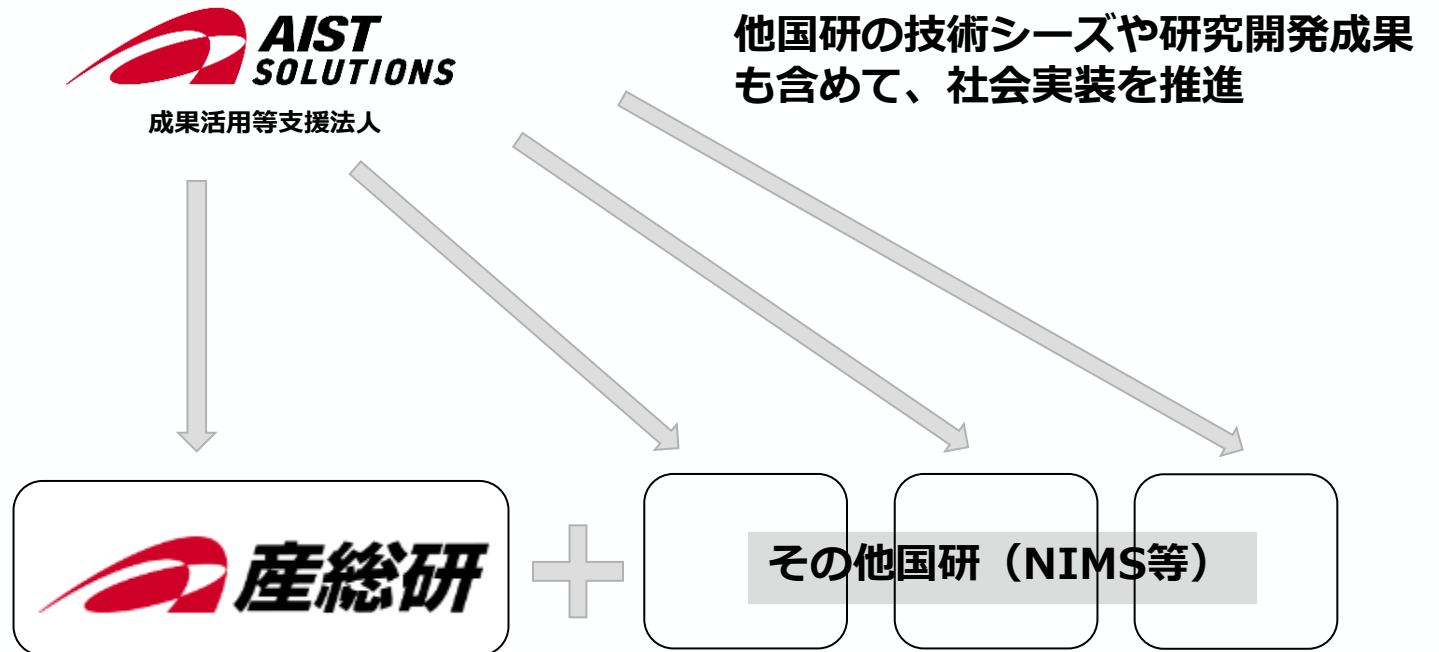 AIST
SOLUTIONS
成果活用等支援法人
他国研の技術シーズや研究開発成果
も含めて、社会実装を推進
産総研
その他国研（NIMS等）